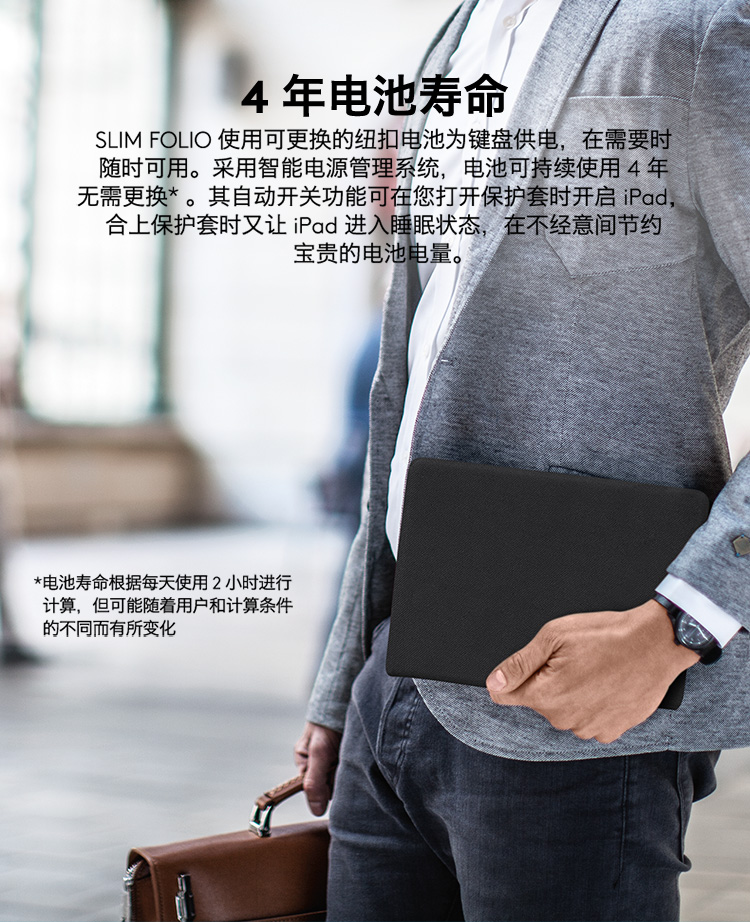 4 年电池寿命
SLIM FOLIO 使用可更换的纽扣电池为键盘供电，在需要时
随时可用。采用智能电源管理系统，电池可持续使用 4 年
无需更换* 。其自动开关功能可在您打开保护套时开启 iPad，
合上保护套时又让 iPad 进入睡眠状态，在不经意间节约
宝贵的电池电量。
*电池寿命根据每天使用 2 小时进行
计算，但可能随着用户和计算条件
的不同而有所变化